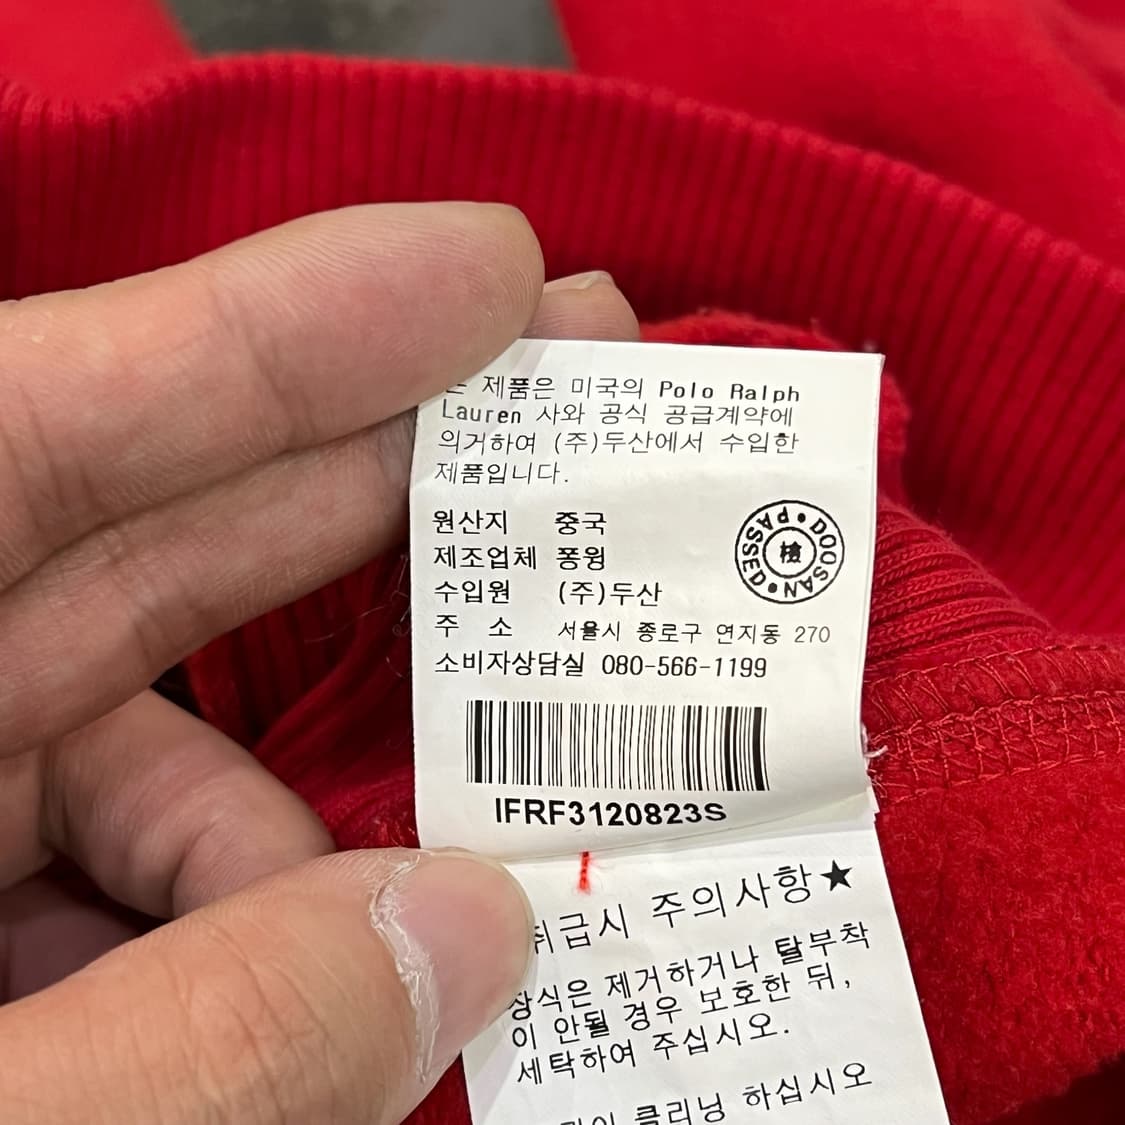 제품은 미국의 Polo Ralph
Lauren 사와 공식 공급계약에
의거하여 (주)두산에서 수입한
제품입니다.
원산지 중국
제조업체 퐁윙
수입원 (주)두산
주 소 서울시 종로구 연지동 270
소비자상담실 080-566-1199
PASSED • DOOSAN •
檢
IFRF3120823S
취급시 주의사항★
장식은 제거하거나 탈부착
이 안될 경우 보호한 뒤,
세탁하여 주십시오.
클리닝 하십시오